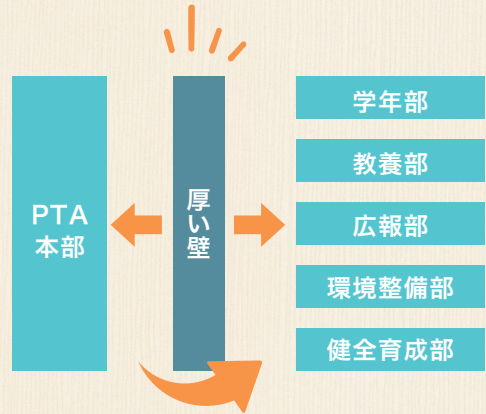 PTA
本部
厚い壁
学年部
教養部
広報部
環境整備部
健全育成部